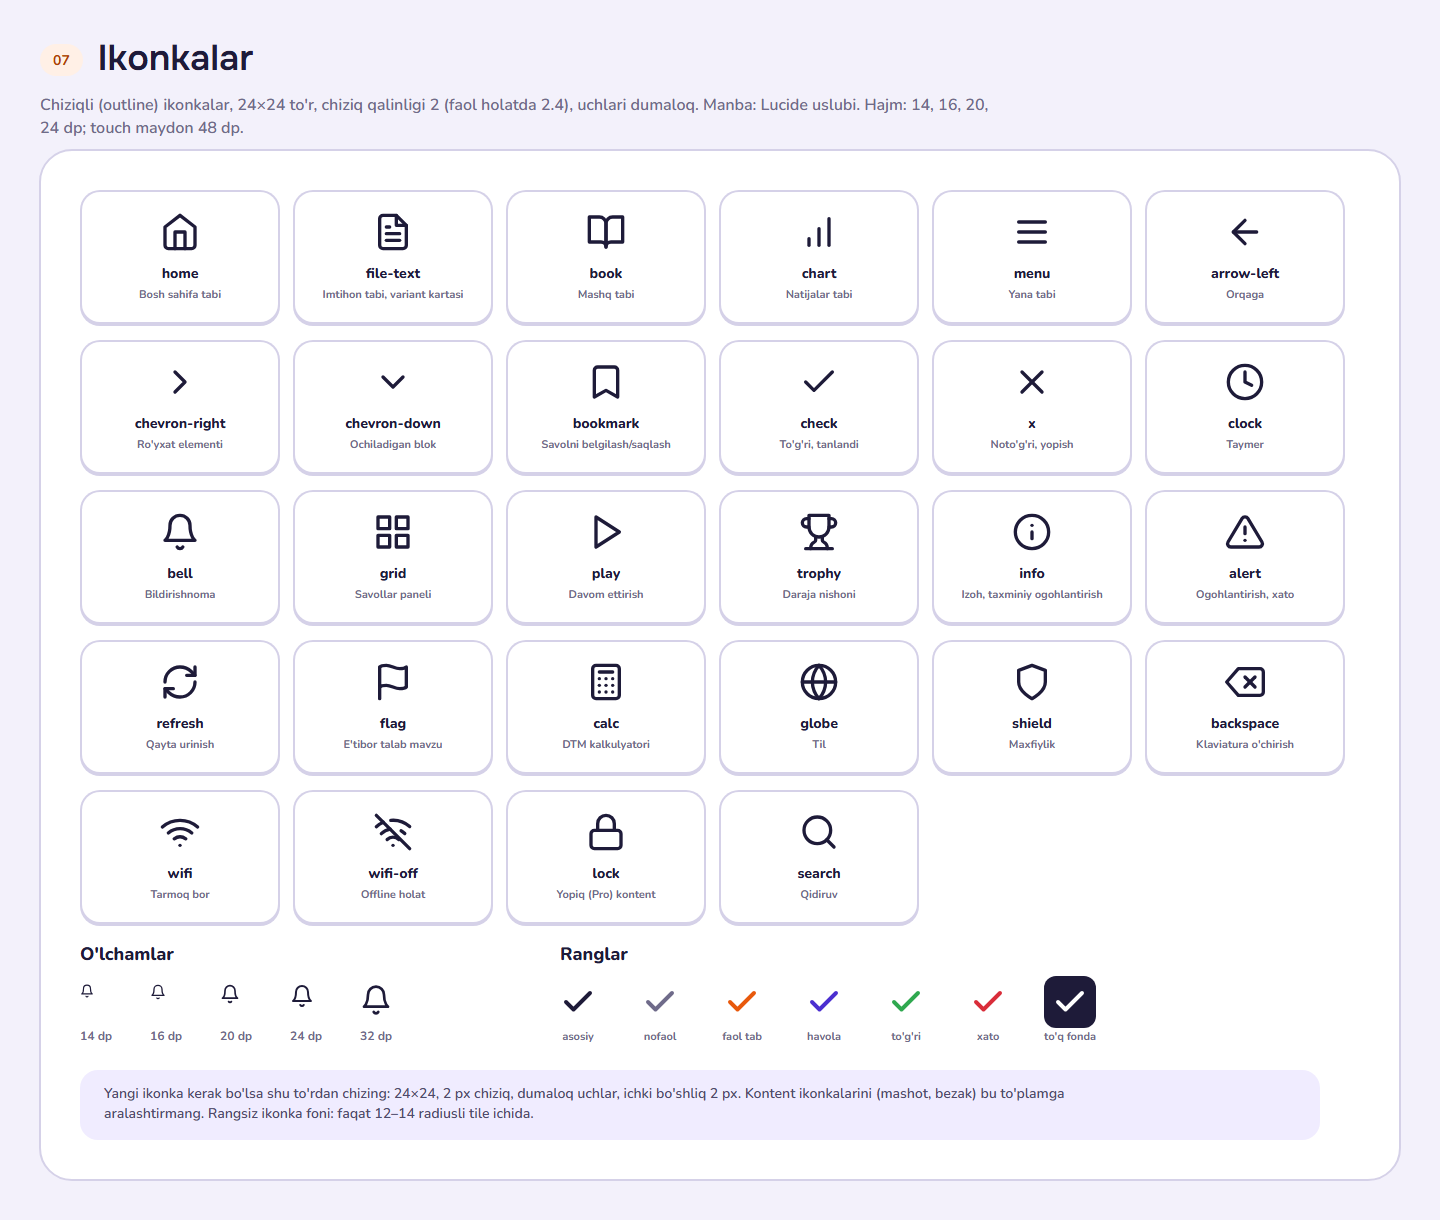 07
Ikonkalar
Chiziqli (outline) ikonkalar, 24×24 to'r, chiziq qalinligi 2 (faol holatda 2.4), uchlari dumaloq. Manba: Lucide uslubi. Hajm: 14, 16, 20,
24 dp; touch maydon 48 dp.
home
Bosh sahifa tabi
file-text
Imtihon tabi, variant kartasi
book
Mashq tabi
chart
Natijalar tabi
menu
Yana tabi
arrow-left
Orqaga
chevron-right
Ro'yxat elementi
chevron-down
Ochiladigan blok
bookmark
Savolni belgilash/saqlash
check
To'g'ri, tanlandi
x
Noto'g'ri, yopish
clock
Taymer
bell
Bildirishnoma
grid
Savollar paneli
play
Davom ettirish
trophy
Daraja nishoni
info
Izoh, taxminiy ogohlantirish
alert
Ogohlantirish, xato
refresh
Qayta urinish
flag
E'tibor talab mavzu
calc
DTM kalkulyatori
globe
Til
shield
Maxfiylik
backspace
Klaviatura o'chirish
wifi
Tarmoq bor
wifi-off
Offline holat
lock
Yopiq (Pro) kontent
search
Qidiruv
O'lchamlar
14 dp
16 dp
20 dp
24 dp
32 dp
Ranglar
asosiy
nofaol
faol tab
havola
to'g'ri
xato
to'q fonda
Yangi ikonka kerak bo'lsa shu to'rdan chizing: 24×24, 2 px chiziq, dumaloq uchlar, ichki bo'shliq 2 px. Kontent ikonkalarini (mashot, bezak) bu to'plamga
aralashtirmang. Rangsiz ikonka foni: faqat 12–14 radiusli tile ichida.